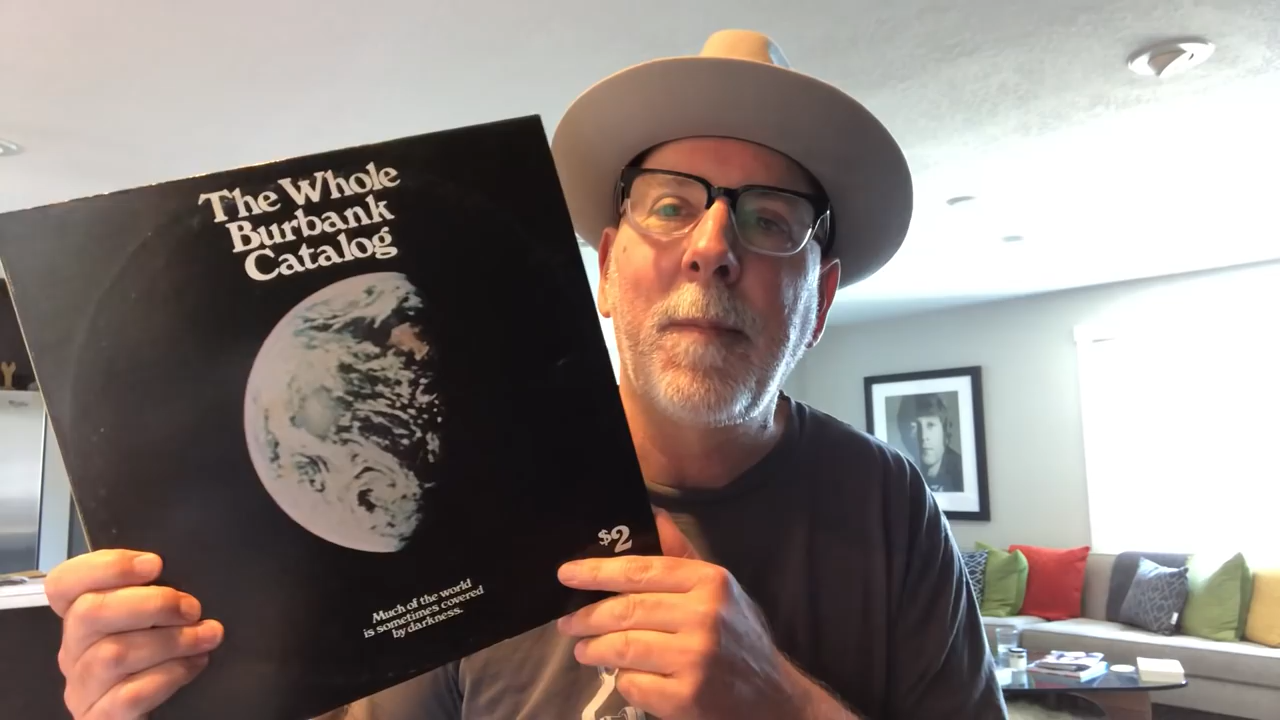 The Whole
Burbank
Catalog
$2
Much of the world
is sometimes covered
by darkness.